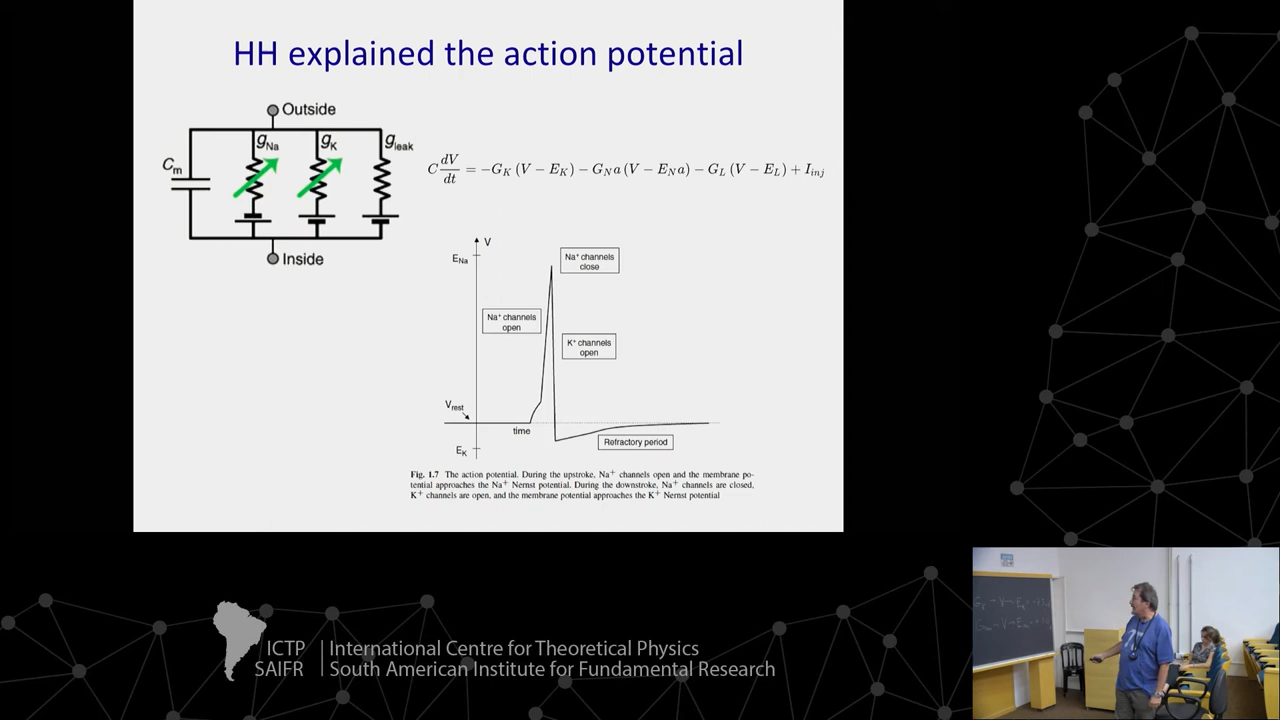 HH explained the action potential
Outside
g_Na
g_K
g_leak
C_m
Inside
C dV/dt = −G_K (V − E_K) − G_N a (V − E_N a) − G_L (V − E_L) + I_inj
V
E_Na
Na⁺ channels
close
Na⁺ channels
open
K⁺ channels
open
V_rest
time
Refractory period
E_K
Fig. 1.7 The action potential. During the upstroke, Na⁺ channels open and the membrane po-
tential approaches the Na⁺ Nernst potential. During the downstroke, Na⁺ channels are closed,
K⁺ channels are open, and the membrane potential approaches the K⁺ Nernst potential
ICTP
SAIFR
International Centre for Theoretical Physics
South American Institute for Fundamental Research